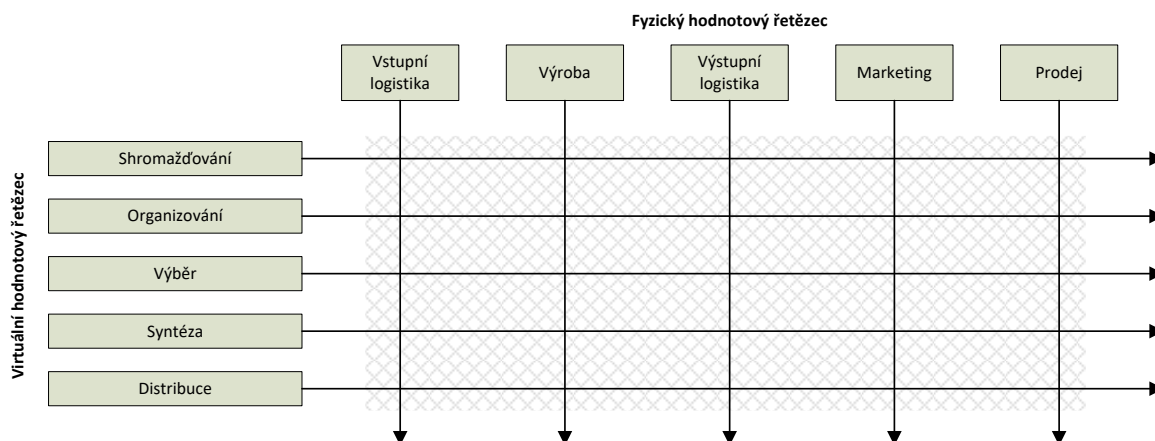 Fyzický hodnotový řetězec
Vstupní
logistika
Výroba
Výstupní
logistika
Marketing
Prodej
Virtuální hodnotový řetězec
Shromažďování
Organizování
Výběr
Syntéza
Distribuce